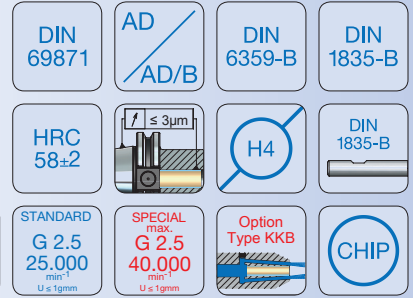 DIN
69871
AD
AD/B
DIN
6359-B
DIN
1835-B
HRC
58±2
≤ 3µm
H4
DIN
1835-B
STANDARD
G 2.5
25.000
min⁻¹
U ≤ 1gmm
SPECIAL
max.
G 2.5
40.000
min⁻¹
U ≤ 1gmm
Option
Type KKB
CHIP